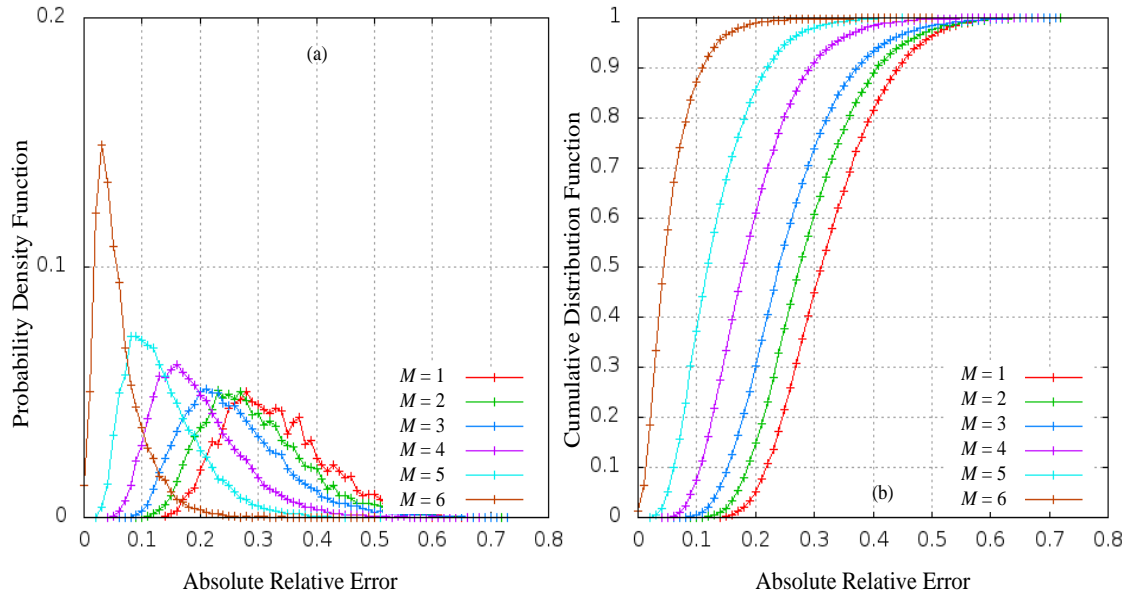 0.2
0.1
0
Probability Density Function
(a)
M = 1
M = 2
M = 3
M = 4
M = 5
M = 6
0 0.1 0.2 0.3 0.4 0.5 0.6 0.7 0.8
Absolute Relative Error
1
0.9
0.8
0.7
0.6
0.5
0.4
0.3
0.2
0.1
0
Cumulative Distribution Function
M = 1
M = 2
M = 3
M = 4
M = 5
M = 6
(b)
0 0.1 0.2 0.3 0.4 0.5 0.6 0.7 0.8
Absolute Relative Error